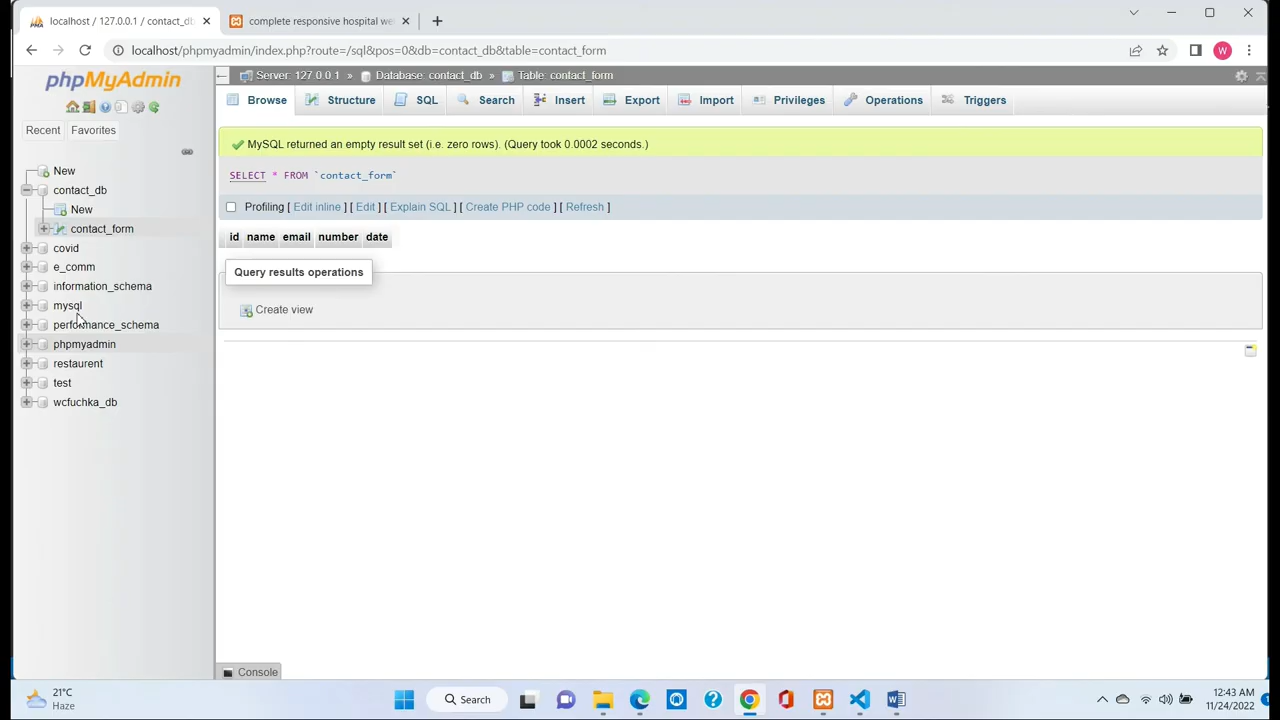 localhost / 127.0.0.1 / contact_db
complete responsive hospital we
localhost/phpmyadmin/index.php?route=/sql&pos=0&db=contact_db&table=contact_form
W
phpMyAdmin
Recent Favorites
New
contact_db
New
contact_form
covid
e_comm
information_schema
mysql
performance_schema
phpmyadmin
restaurent
test
wcfuchka_db
Server: 127.0.0.1 » Database: contact_db » Table: contact_form
Browse Structure SQL Search Insert Export Import Privileges Operations Triggers
MySQL returned an empty result set (i.e. zero rows). (Query took 0.0002 seconds.)
SELECT * FROM `contact_form`
Profiling [ Edit inline ] [ Edit ] [ Explain SQL ] [ Create PHP code ] [ Refresh ]
id name email number date
Query results operations
Create view
Console
21°C
Haze
Search
12:43 AM
11/24/2022